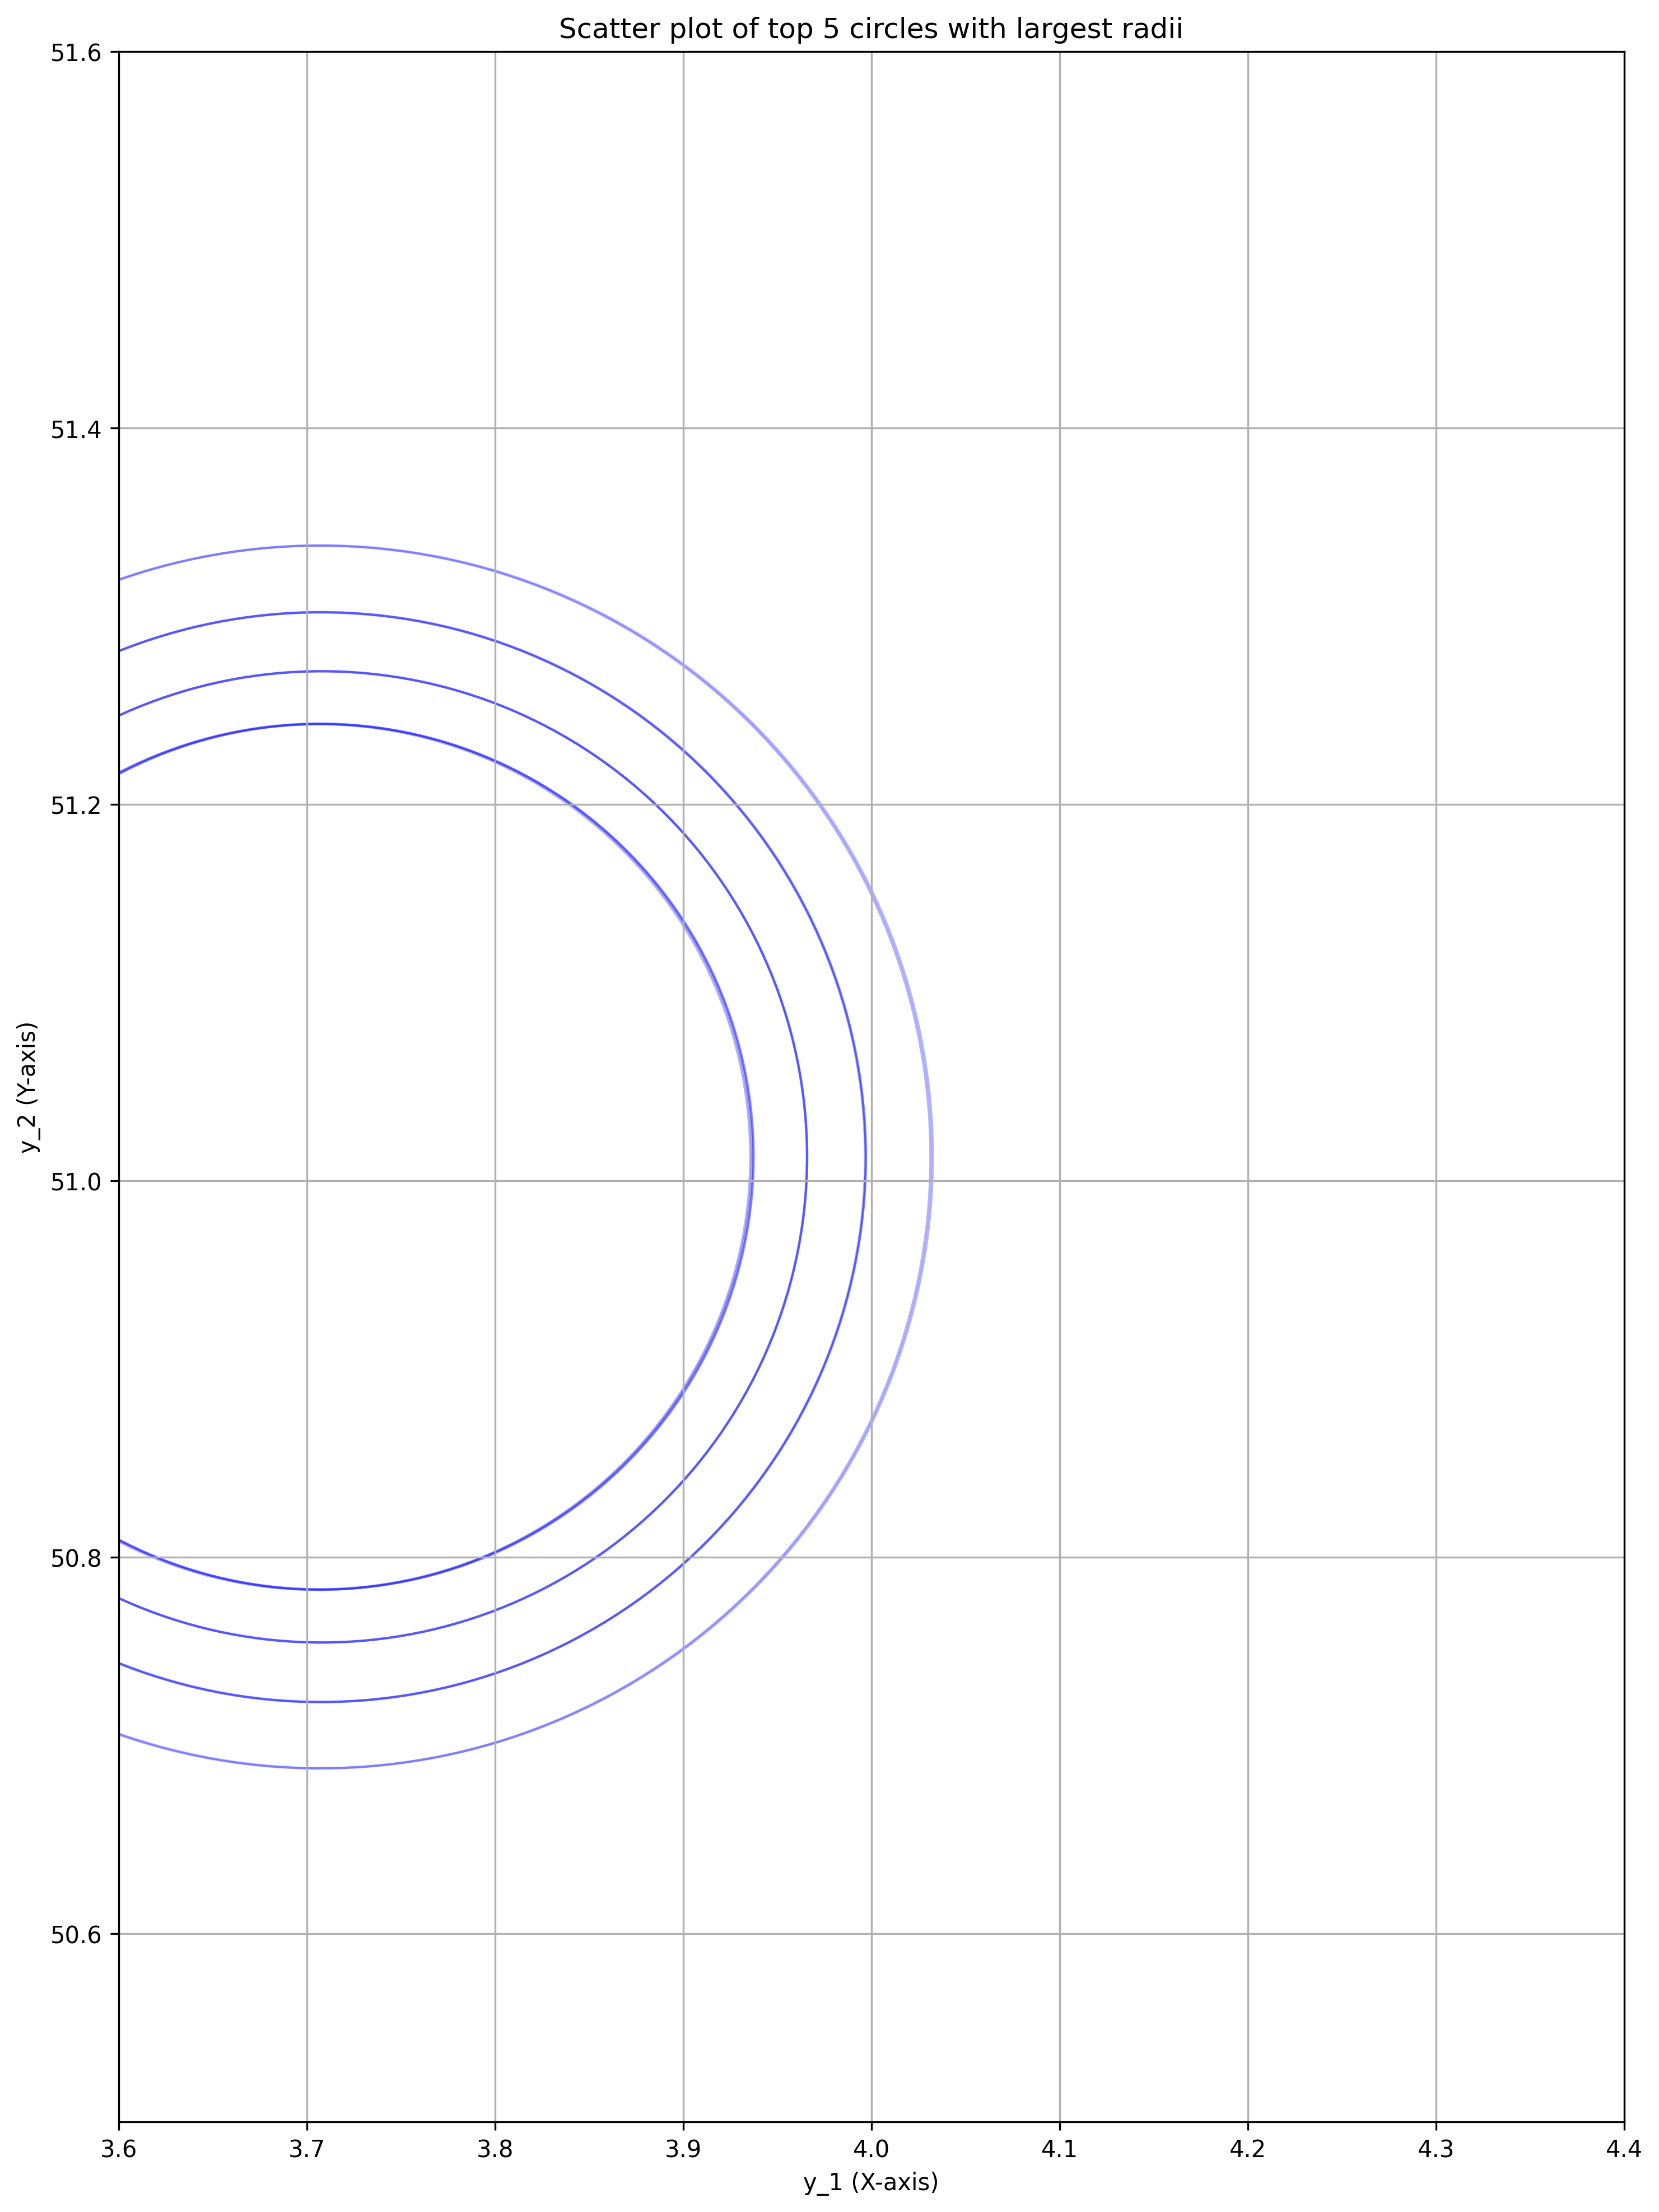 Scatter plot of top 5 circles with largest radii
51.6
51.4
51.2
51.0
50.8
50.6
y_2 (Y-axis)
3.6 3.7 3.8 3.9 4.0 4.1 4.2 4.3 4.4
y_1 (X-axis)